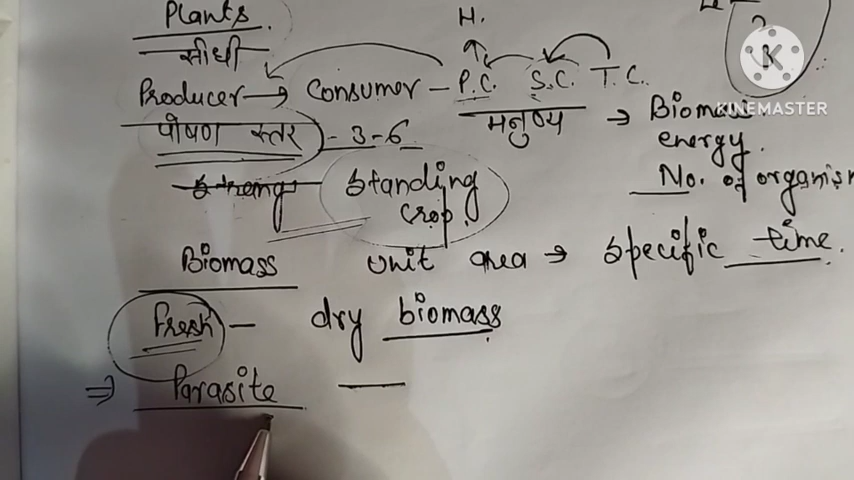 Plants
सीधी
H.
Producer → Consumer - P.C. S.C. T.C.
KINEMASTER
पोषण स्तर - 3-6
मनुष्य → Biomass
energy.
No. of organism
Standing
crop.
Biomass unit area → specific time.
Fresh - dry biomass
⇒ Parasite